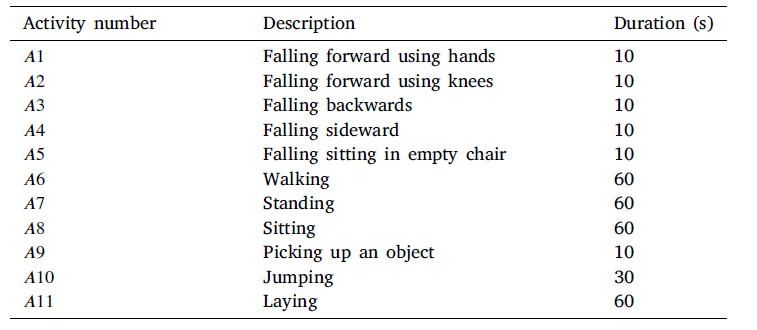 Activity number Description Duration (s)
A1 Falling forward using hands 10
A2 Falling forward using knees 10
A3 Falling backwards 10
A4 Falling sideward 10
A5 Falling sitting in empty chair 10
A6 Walking 60
A7 Standing 60
A8 Sitting 60
A9 Picking up an object 10
A10 Jumping 30
A11 Laying 60